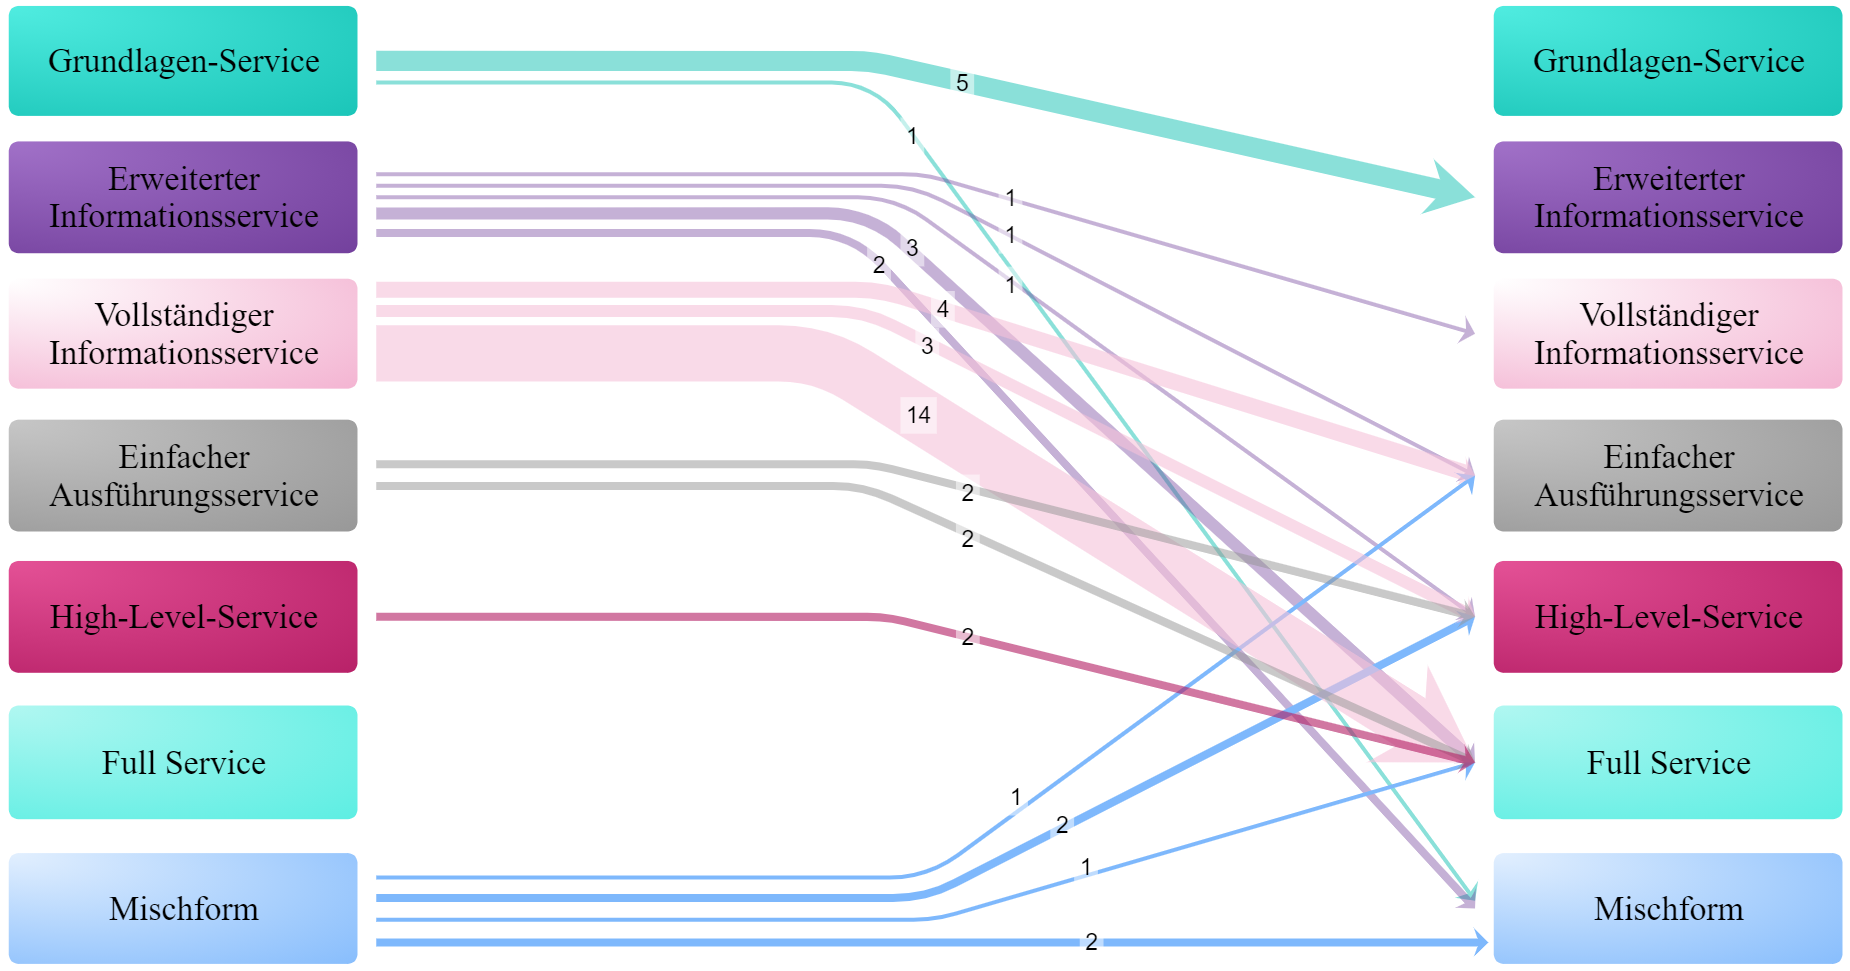 Grundlagen-Service
Erweiterter
Informationsservice
Vollständiger
Informationsservice
Einfacher
Ausführungsservice
High-Level-Service
Full Service
Mischform
5
1
1
1
1
3
2
4
3
14
2
2
2
1
2
1
2
Grundlagen-Service
Erweiterter
Informationsservice
Vollständiger
Informationsservice
Einfacher
Ausführungsservice
High-Level-Service
Full Service
Mischform